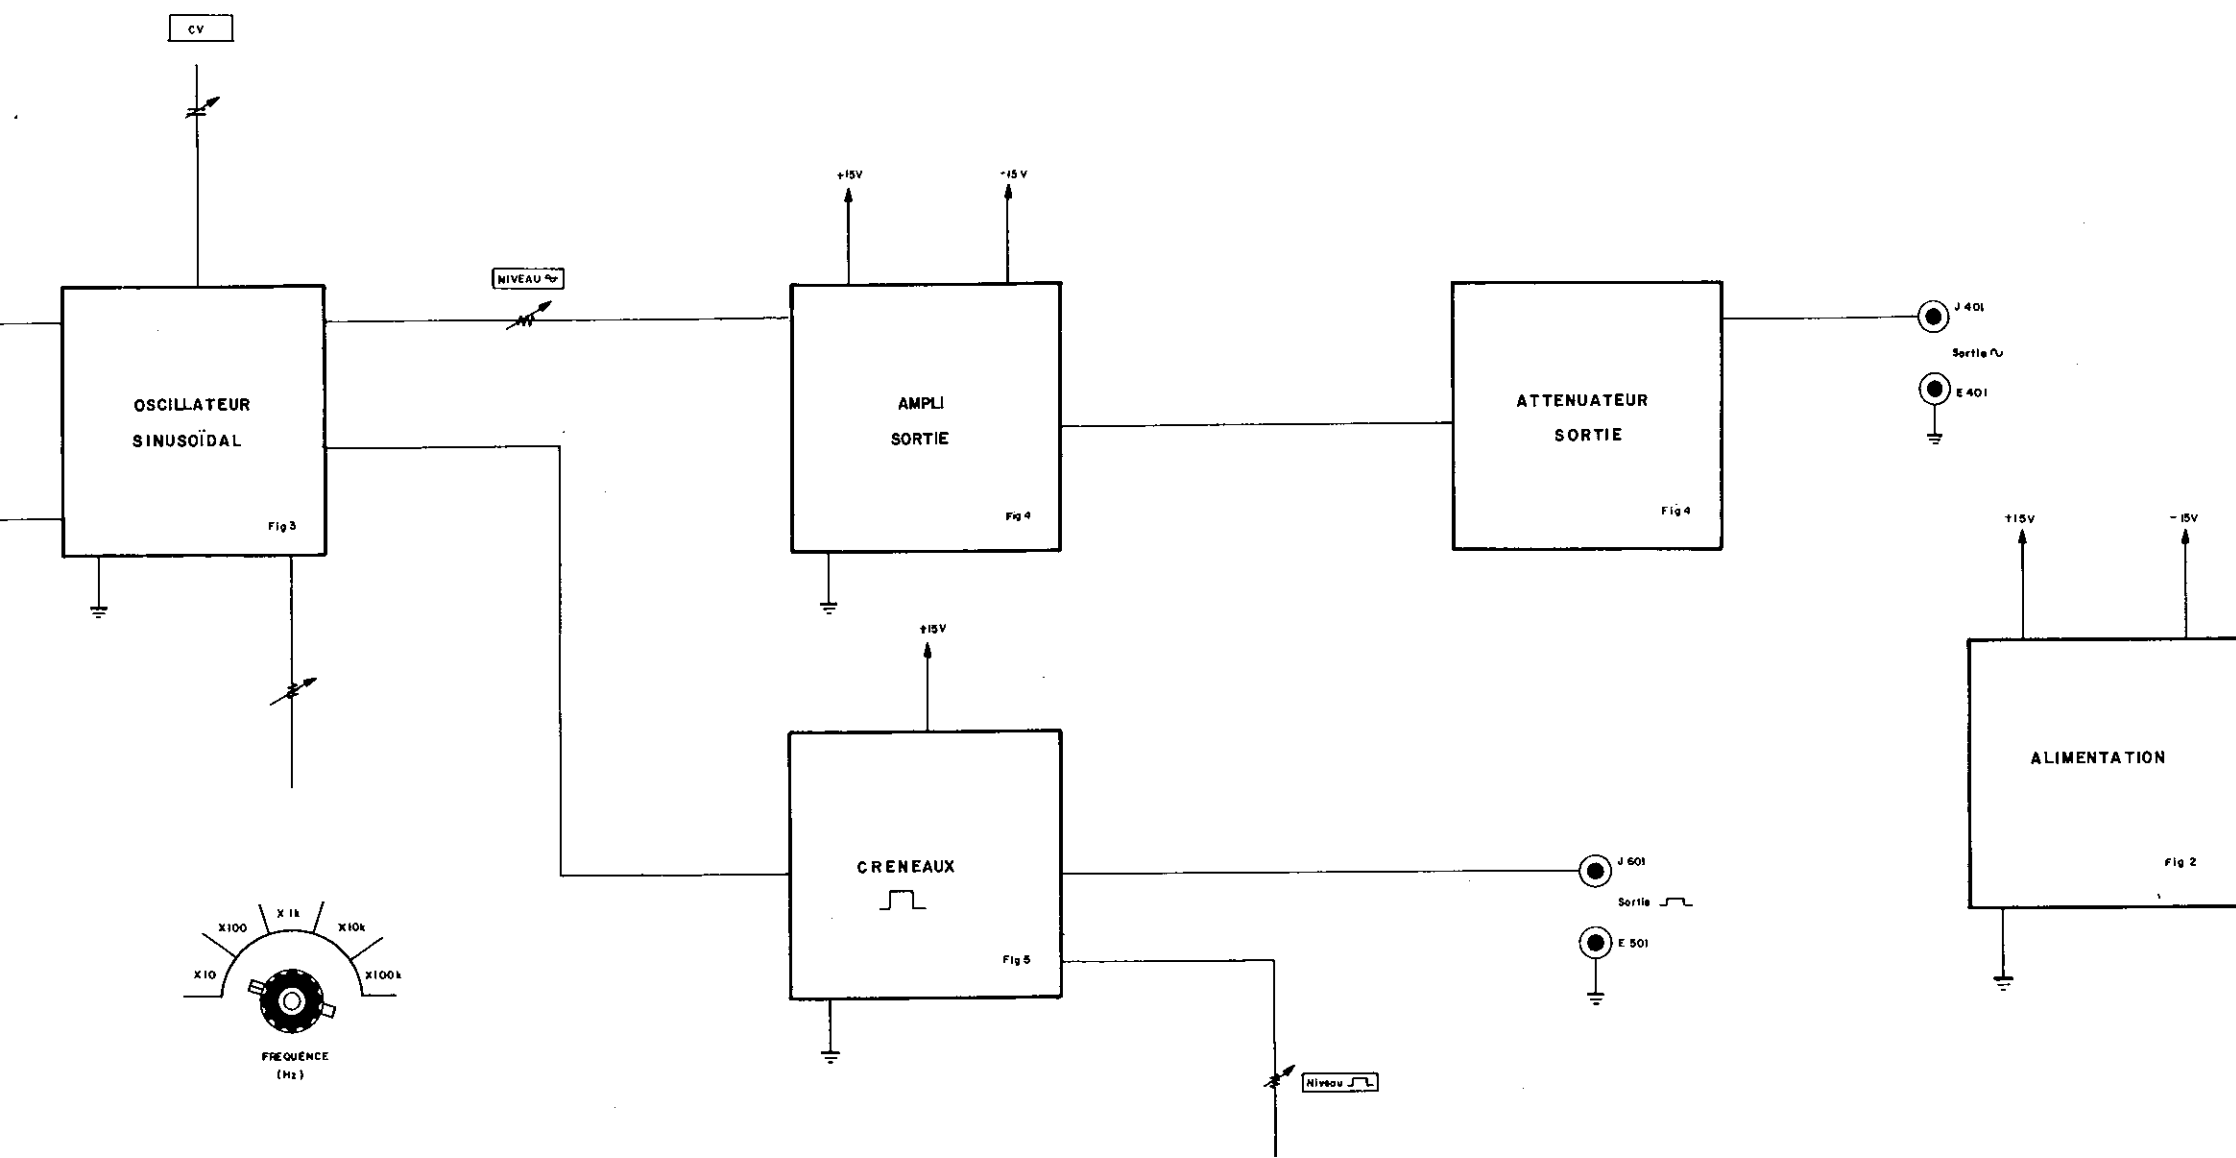 CV
+15V
-15V
NIVEAU
J 401
Sortie
E 401
OSCILLATEUR
SINUSOÏDAL
Fig 3
AMPLI
SORTIE
Fig 4
ATTENUATEUR
SORTIE
Fig 4
+15V
-15V
+15V
ALIMENTATION
Fig 2
CRENEAUX
Fig 5
J 601
Sortie
E 501
X10
X100
X 1k
X10k
X100k
FREQUENCE
(Hz)
Niveau